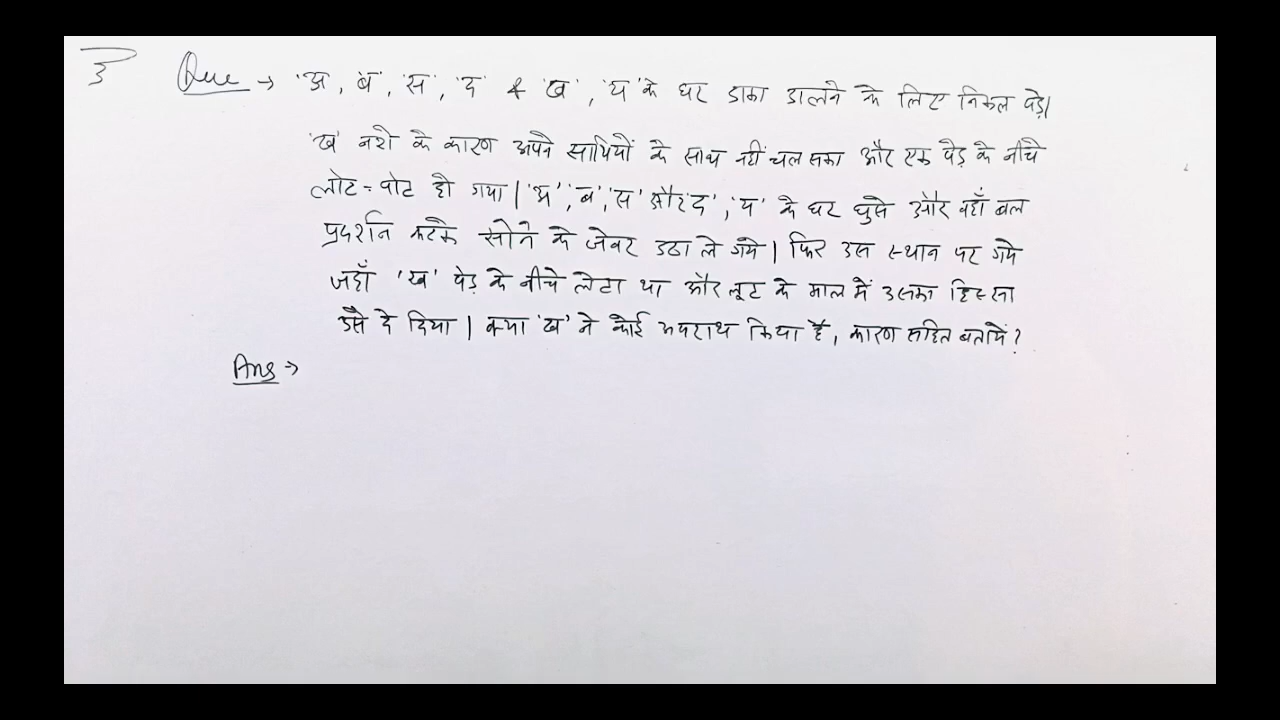 3 Que → 'अ', 'ब', 'स', 'द' & 'ख', 'य' के घर डाका डालने के लिए निकल पड़े।
'ख' नशे के कारण अपने साथियों के साथ नहीं चल सका और एक पेड़ के नीचे
लोट-पोट हो गया। 'अ', 'ब', 'स' और 'द', 'य' के घर घुसे और वहाँ बल
प्रदर्शन करके सोने के जेवर उठा ले गये। फिर उस स्थान पर गये
जहाँ 'ख' पेड़ के नीचे लेटा था और लूट के माल में उसका हिस्सा
उसे दे दिया। क्या 'ख' ने कोई अपराध किया है, कारण सहित बतायें?
Ans →